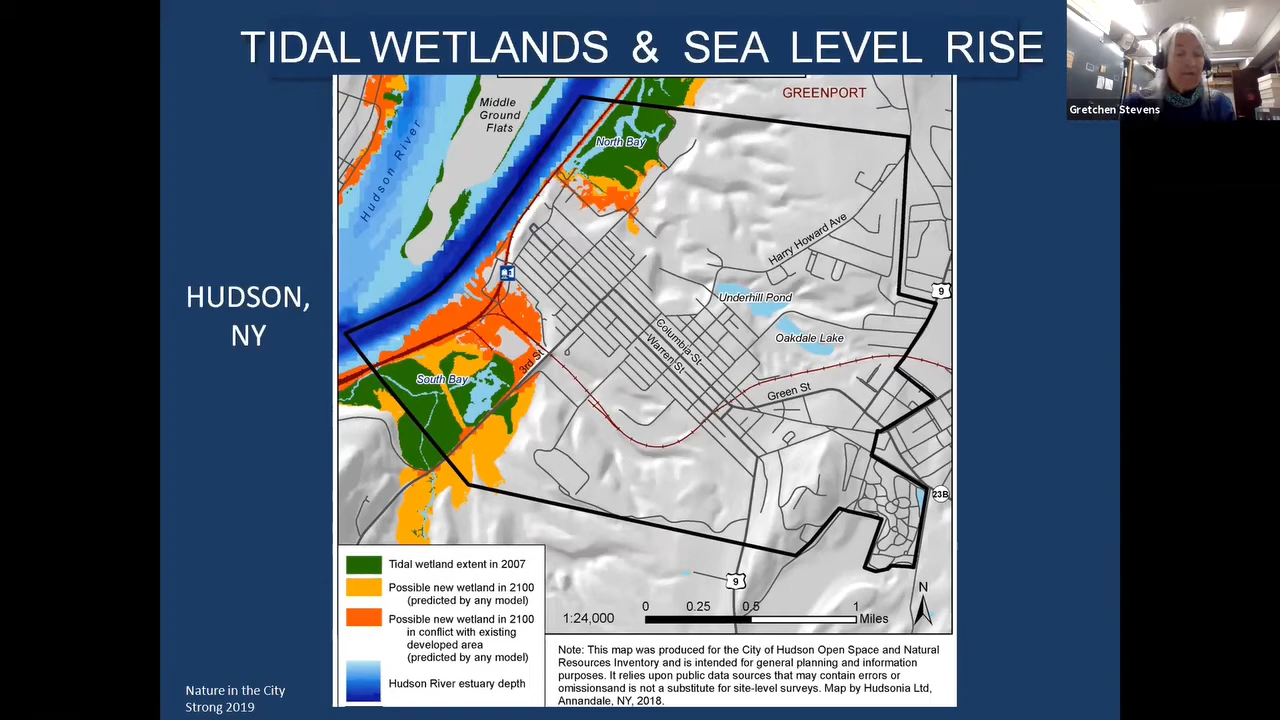 TIDAL WETLANDS & SEA LEVEL RISE
Gretchen Stevens
GREENPORT
Middle
Ground
Flats
Hudson River
North Bay
Harry Howard Ave
9
Underhill Pond
HUDSON,
NY
Columbia St
Warren St
Oakdale Lake
3rd St
South Bay
Green St
23B
9
N
Tidal wetland extent in 2007
Possible new wetland in 2100
(predicted by any model)
Possible new wetland in 2100
in conflict with existing
developed area
(predicted by any model)
Hudson River estuary depth
1:24,000
0 0.25 0.5 1
Miles
Note: This map was produced for the City of Hudson Open Space and Natural
Resources Inventory and is intended for general planning and information
purposes. It relies upon public data sources that may contain errors or
omissionsand is not a substitute for site-level surveys. Map by Hudsonia Ltd,
Annandale, NY, 2018.
Nature in the City
Strong 2019